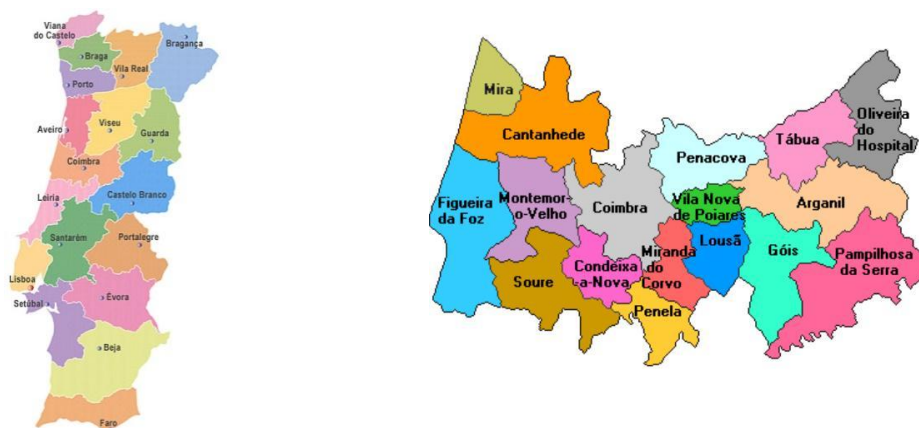 Viana
do Castelo
Bragança
Braga
Vila Real
Porto
Aveiro
Viseu
Guarda
Coimbra
Leiria
Castelo Branco
Santarém
Portalegre
Lisboa
Setúbal
Évora
Beja
Faro
Mira
Cantanhede
Penacova
Tábua
Oliveira
do
Hospital
Figueira
da Foz
Montemor-
o-Velho
Coimbra
Vila Nova
de Poiares
Arganil
Soure
Condeixa
-a-Nova
Miranda
do
Corvo
Lousã
Góis
Pampilhosa
da Serra
Penela